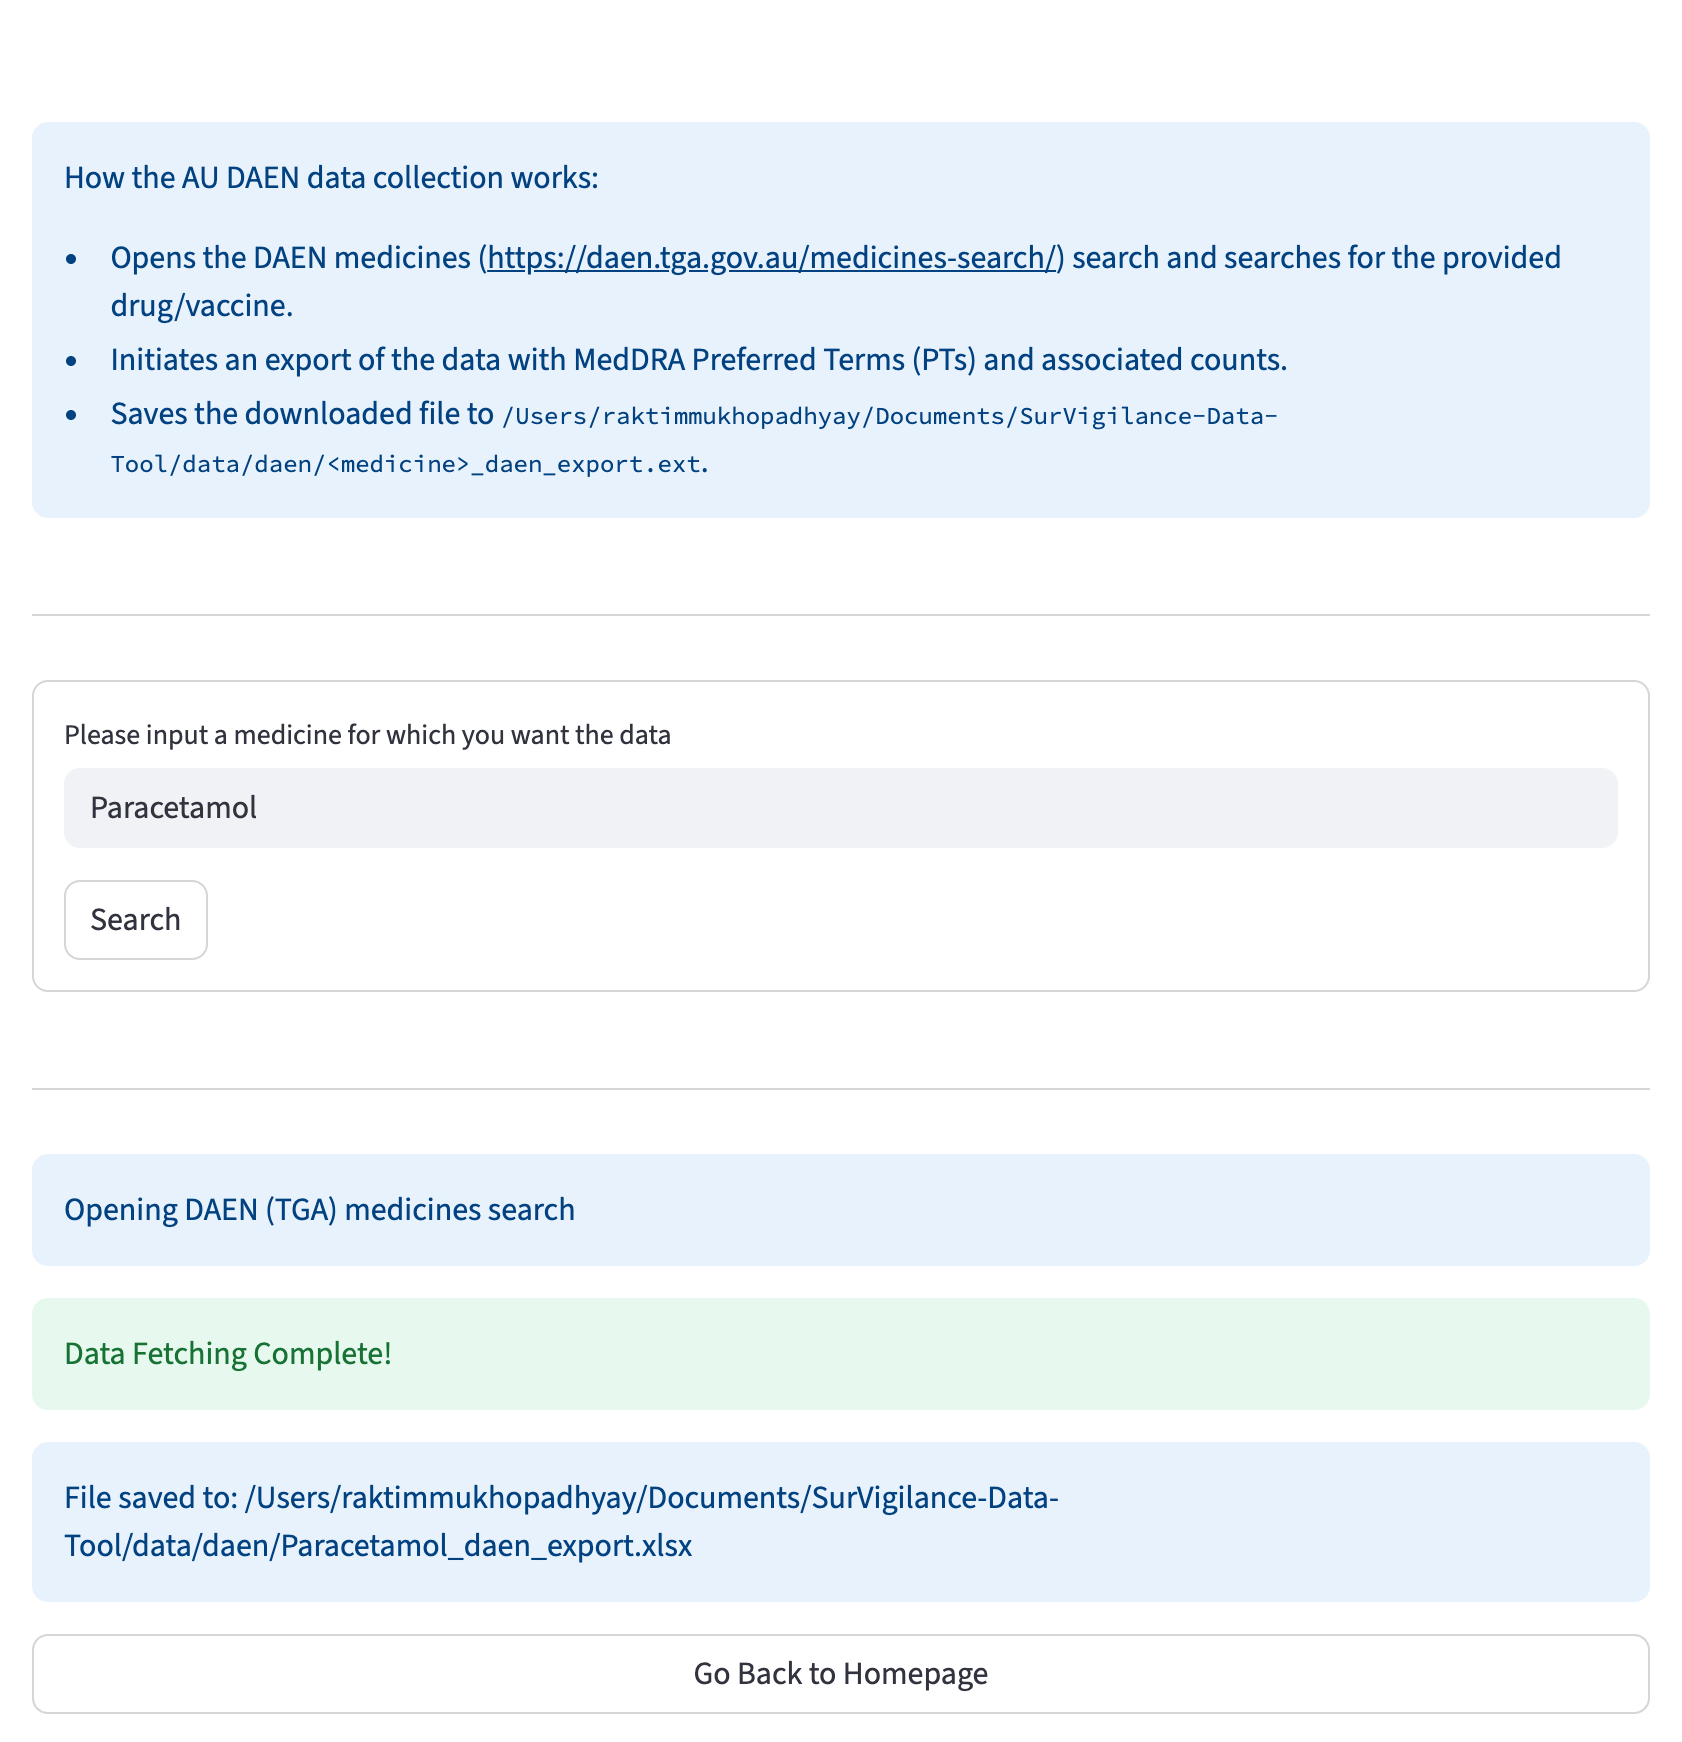 How the AU DAEN data collection works:
• Opens the DAEN medicines (https://daen.tga.gov.au/medicines-search/) search and searches for the provided
drug/vaccine.
• Initiates an export of the data with MedDRA Preferred Terms (PTs) and associated counts.
• Saves the downloaded file to /Users/raktimmukhopadhyay/Documents/SurVigilance-Data-
Tool/data/daen/<medicine>_daen_export.ext.
Please input a medicine for which you want the data
Paracetamol
Search
Opening DAEN (TGA) medicines search
Data Fetching Complete!
File saved to: /Users/raktimmukhopadhyay/Documents/SurVigilance-Data-
Tool/data/daen/Paracetamol_daen_export.xlsx
Go Back to Homepage